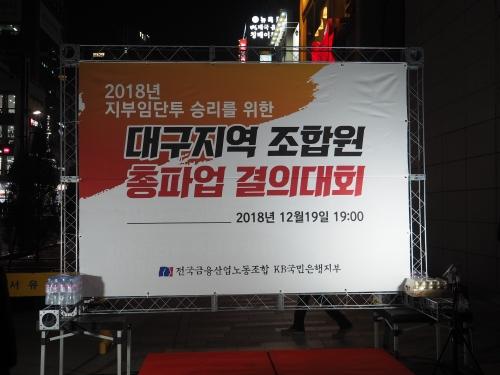 2018년
지부임단투 승리를 위한
대구지역 조합원
총파업 결의대회
2018년 12월19일 19:00
전국금융산업노동조합 KB국민은행지부
서유